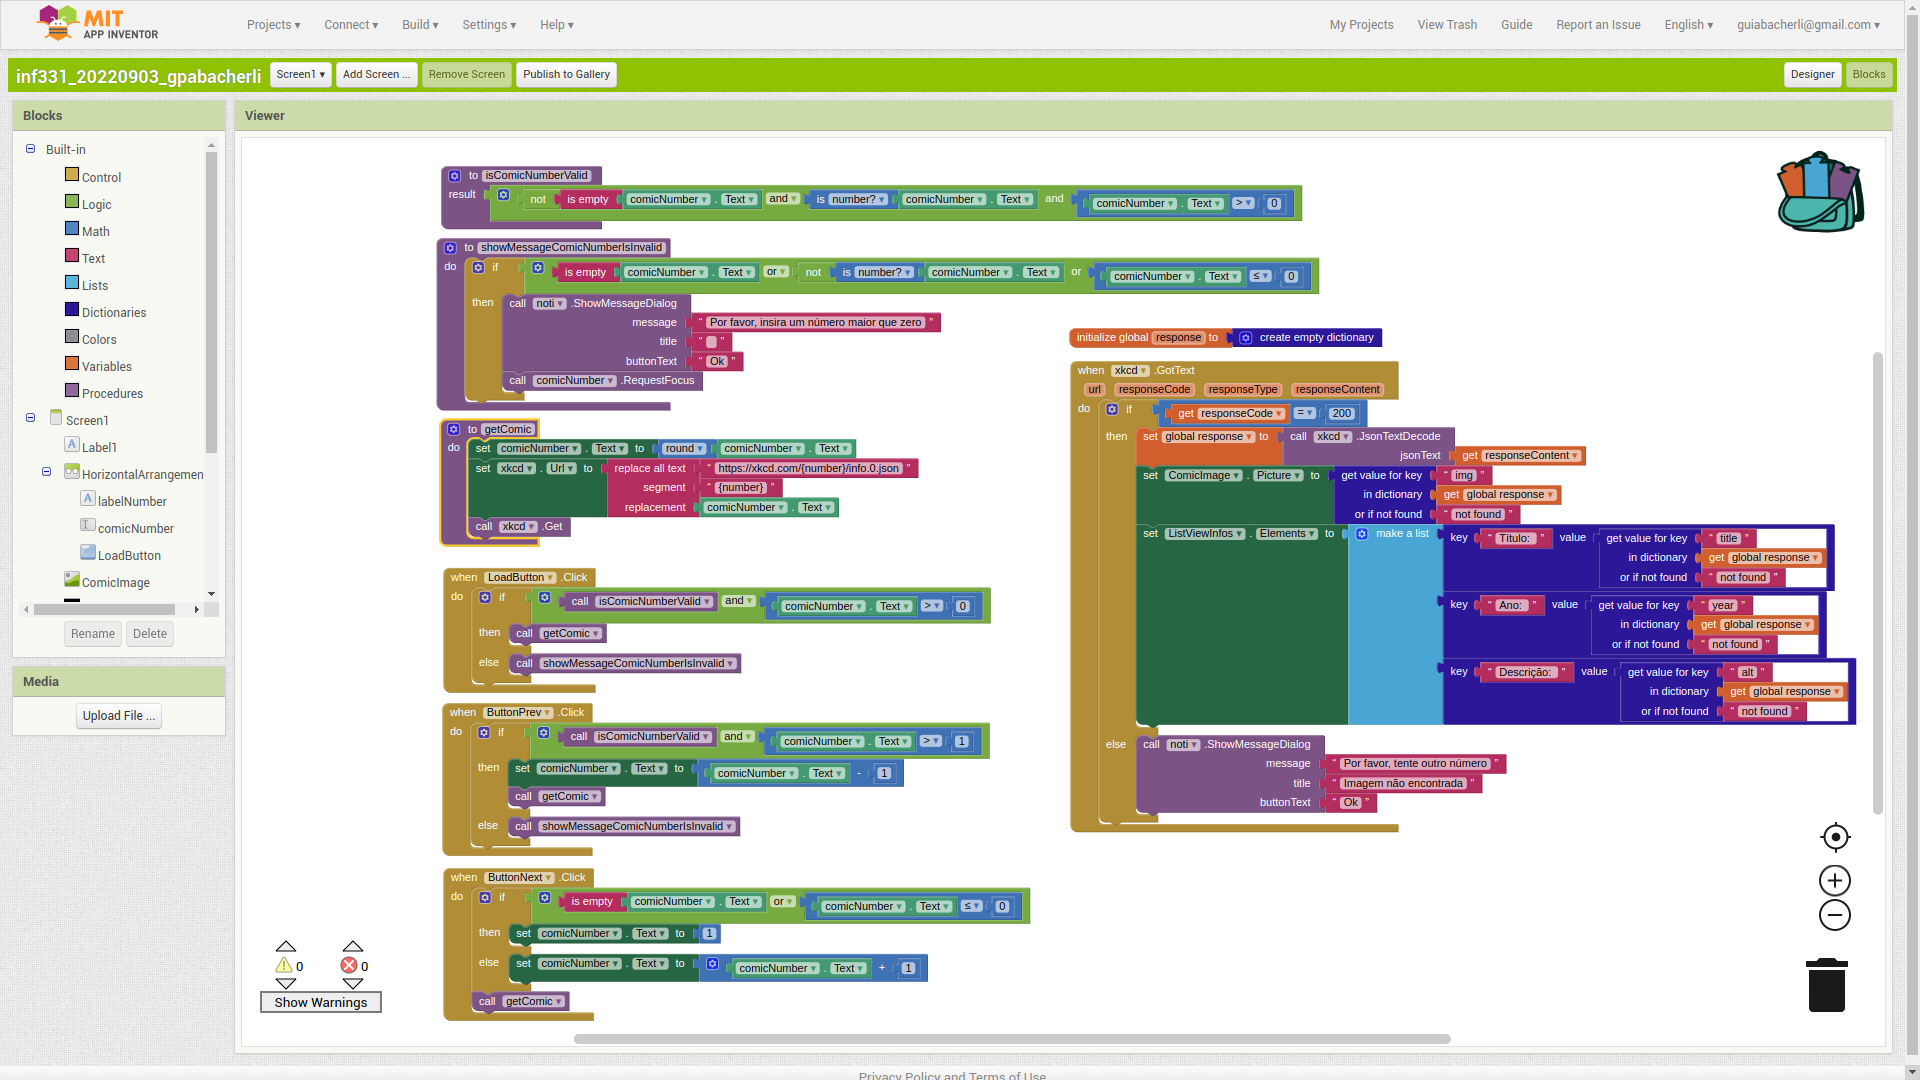 MIT
APP INVENTOR
Projects ▾ Connect ▾ Build ▾ Settings ▾ Help ▾ My Projects View Trash Guide Report an Issue English ▾ guiabacherli@gmail.com ▾
inf331_20220903_gpabacherli Screen1 ▾ Add Screen ... Remove Screen Publish to Gallery Designer Blocks
Blocks
Built-in
Control
Logic
Math
Text
Lists
Dictionaries
Colors
Variables
Procedures
Screen1
Label1
HorizontalArrangemen
labelNumber
comicNumber
LoadButton
ComicImage
Rename Delete
Media
Upload File ...
Viewer
to isComicNumberValid
result not is empty comicNumber ▾ . Text ▾ and ▾ is number? ▾ comicNumber ▾ . Text ▾ and comicNumber ▾ . Text ▾ > ▾ 0
to showMessageComicNumberIsInvalid
do if is empty comicNumber ▾ . Text ▾ or ▾ not is number? ▾ comicNumber ▾ . Text ▾ or comicNumber ▾ . Text ▾ ≤ ▾ 0
then call noti ▾ .ShowMessageDialog
message “ Por favor, insira um número maior que zero ”
title “ ”
buttonText “ Ok ”
call comicNumber ▾ .RequestFocus
to getComic
do set comicNumber ▾ . Text ▾ to round ▾ comicNumber ▾ . Text ▾
set xkcd ▾ . Url ▾ to replace all text “ https://xkcd.com/{number}/info.0.json ”
segment “ {number} ”
replacement comicNumber ▾ . Text ▾
call xkcd ▾ .Get
when LoadButton ▾ .Click
do if call isComicNumberValid ▾ and ▾ comicNumber ▾ . Text ▾ > ▾ 0
then call getComic ▾
else call showMessageComicNumberIsInvalid ▾
when ButtonPrev ▾ .Click
do if call isComicNumberValid ▾ and ▾ comicNumber ▾ . Text ▾ > ▾ 1
then set comicNumber ▾ . Text ▾ to comicNumber ▾ . Text ▾ - 1
call getComic ▾
else call showMessageComicNumberIsInvalid ▾
when ButtonNext ▾ .Click
do if is empty comicNumber ▾ . Text ▾ or ▾ comicNumber ▾ . Text ▾ ≤ ▾ 0
then set comicNumber ▾ . Text ▾ to 1
else set comicNumber ▾ . Text ▾ to comicNumber ▾ . Text ▾ + 1
call getComic ▾
initialize global response to create empty dictionary
when xkcd ▾ .GotText
url responseCode responseType responseContent
do if get responseCode ▾ = ▾ 200
then set global response ▾ to call xkcd ▾ .JsonTextDecode
jsonText get responseContent ▾
set ComicImage ▾ . Picture ▾ to get value for key “ img ”
in dictionary get global response ▾
or if not found “ not found ”
set ListViewInfos ▾ . Elements ▾ to make a list key “ Título: ” value get value for key “ title ”
in dictionary get global response ▾
or if not found “ not found ”
key “ Ano: ” value get value for key “ year ”
in dictionary get global response ▾
or if not found “ not found ”
key “ Descrição: ” value get value for key “ alt ”
in dictionary get global response ▾
or if not found “ not found ”
else call noti ▾ .ShowMessageDialog
message “ Por favor, tente outro número ”
title “ Imagem não encontrada ”
buttonText “ Ok ”
0 0
Show Warnings
Privacy Policy and Terms of Use